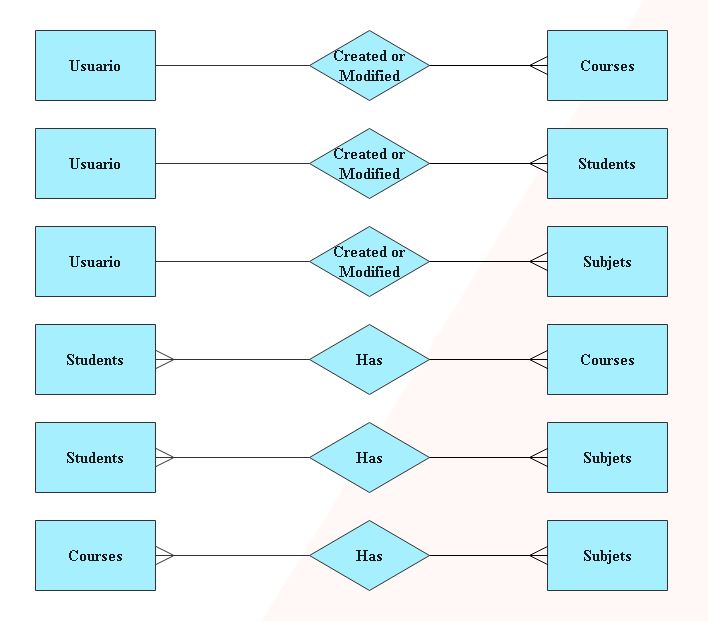 Usuario
Created or
Modified
Courses
Usuario
Created or
Modified
Students
Usuario
Created or
Modified
Subjets
Students
Has
Courses
Students
Has
Subjets
Courses
Has
Subjets